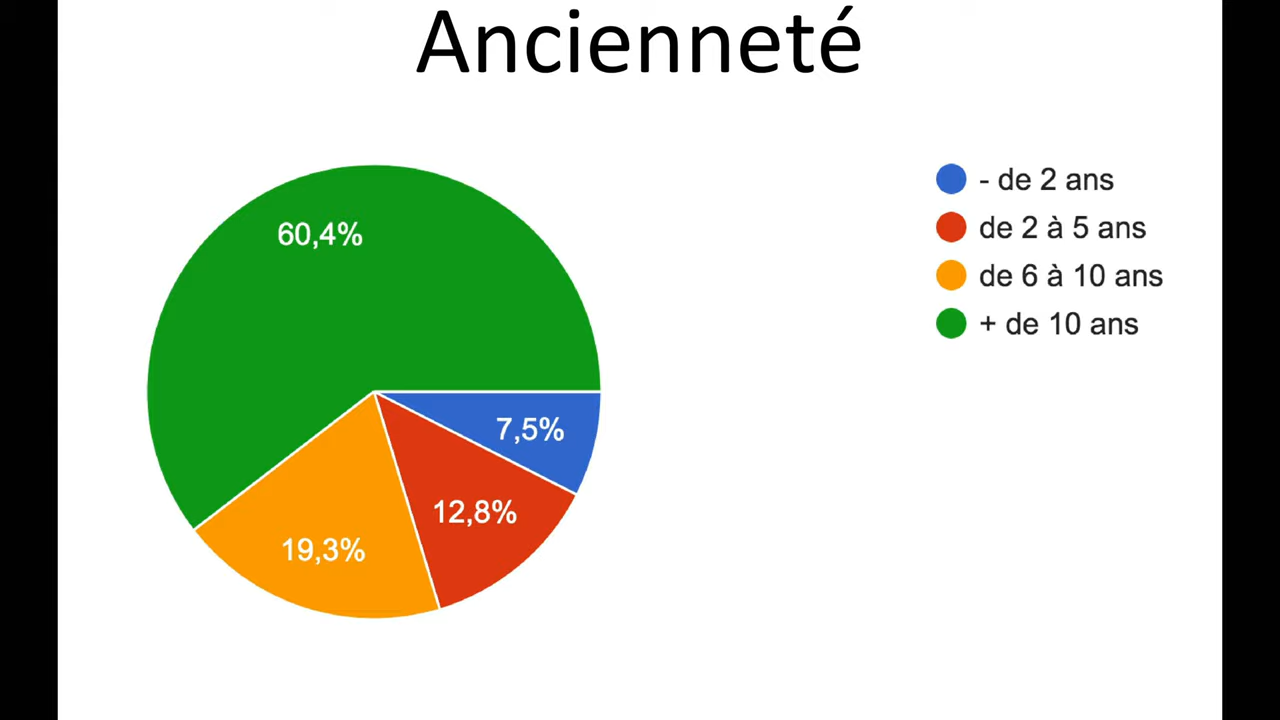 Ancienneté
60,4%
7,5%
12,8%
19,3%
- de 2 ans
de 2 à 5 ans
de 6 à 10 ans
+ de 10 ans